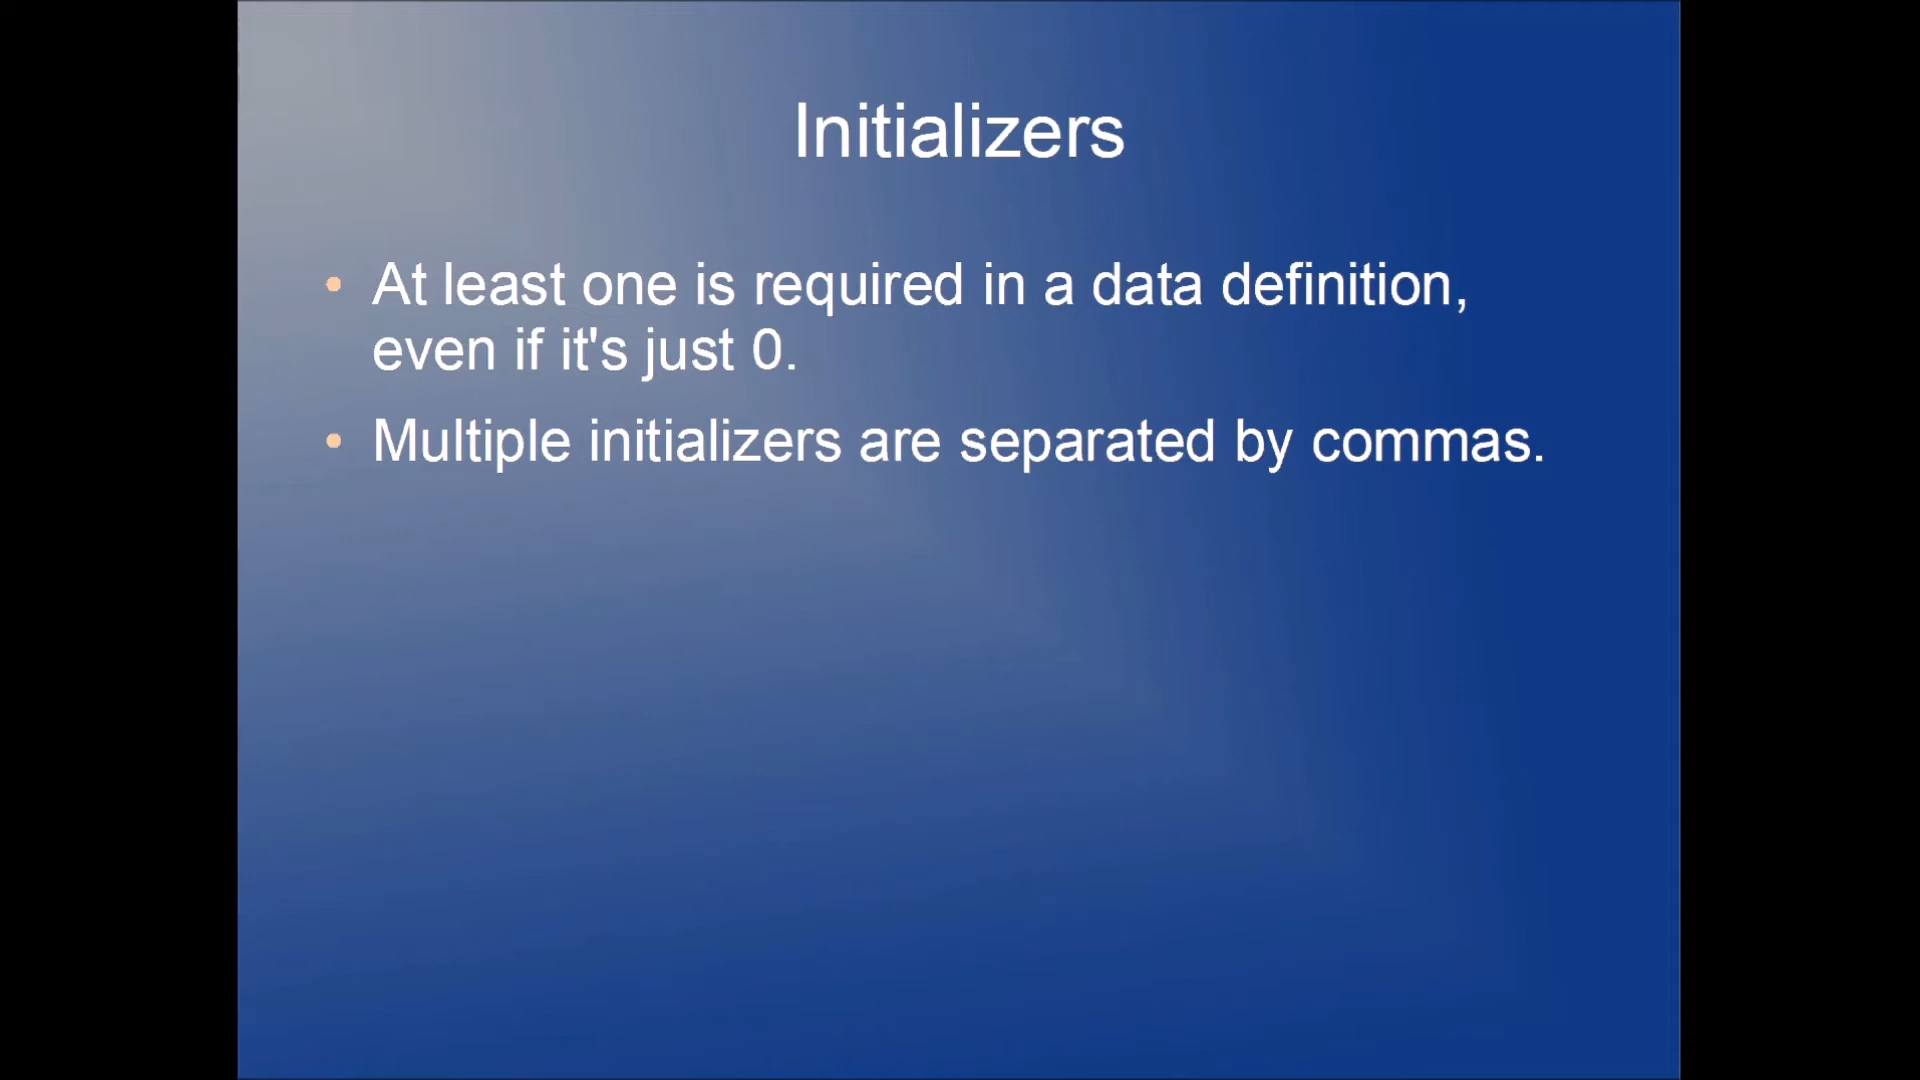 Initializers
• At least one is required in a data definition,
even if it's just 0.
• Multiple initializers are separated by commas.